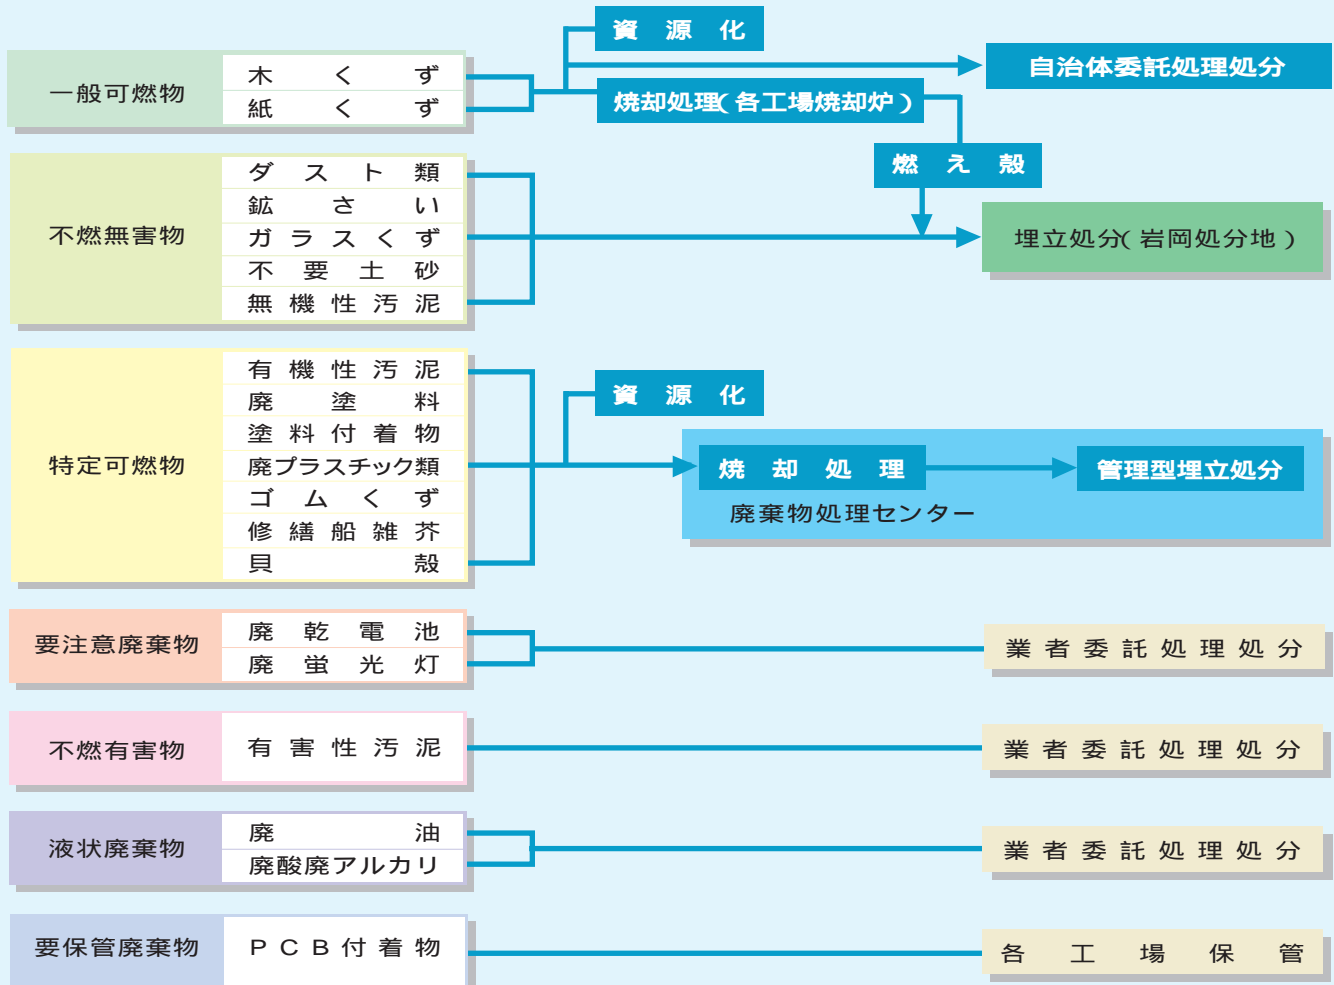 資源化
自治体委託処理処分
一般可燃物
木くず
紙くず
焼却処理(各工場焼却炉)
燃え殻
不燃無害物
ダスト類
鉱さい
ガラスくず
不要土砂
無機性汚泥
埋立処分(岩岡処分地)
特定可燃物
有機性汚泥
廃塗料
塗料付着物
廃プラスチック類
ゴムくず
修繕船雑芥
貝殻
資源化
焼却処理
管理型埋立処分
廃棄物処理センター
要注意廃棄物
廃乾電池
廃蛍光灯
業者委託処理処分
不燃有害物
有害性汚泥
業者委託処理処分
液状廃棄物
廃油
廃酸廃アルカリ
業者委託処理処分
要保管廃棄物
PCB付着物
各工場保管